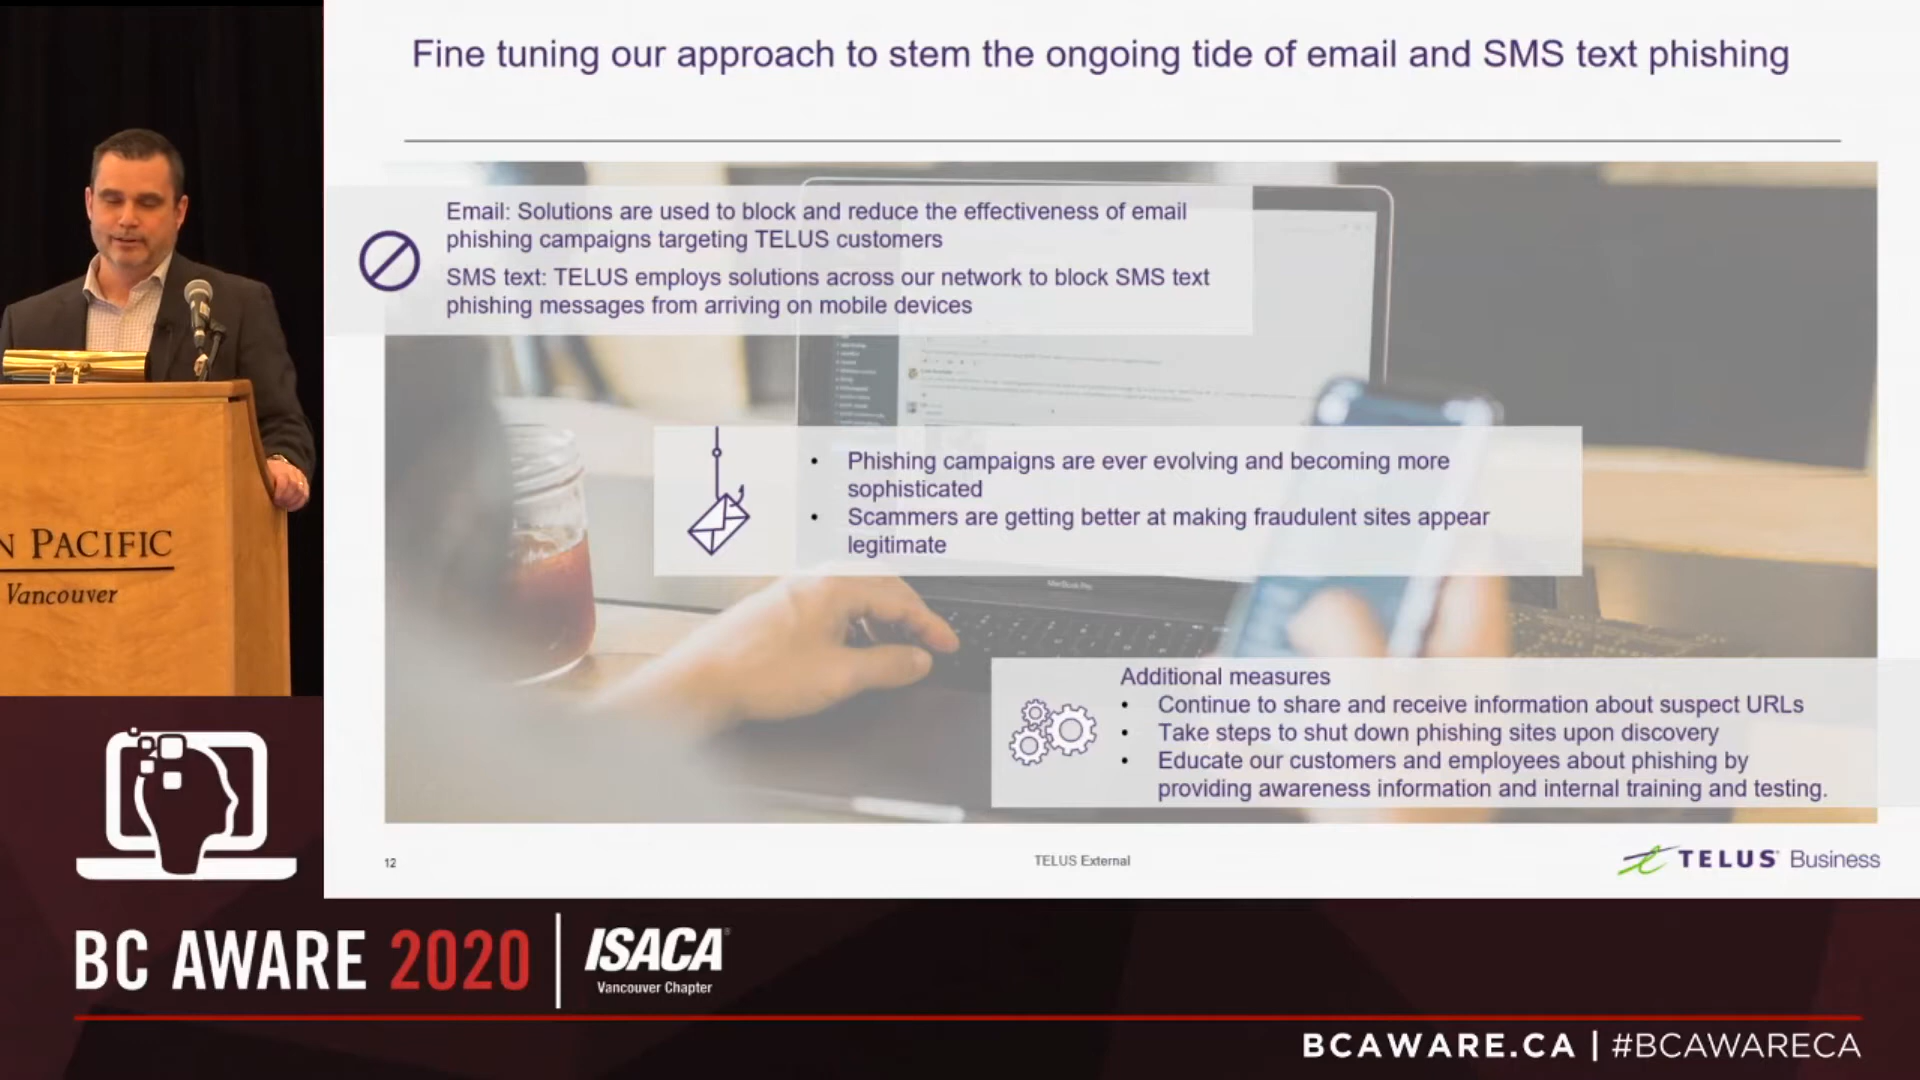 Fine tuning our approach to stem the ongoing tide of email and SMS text phishing
Email: Solutions are used to block and reduce the effectiveness of email
phishing campaigns targeting TELUS customers
SMS text: TELUS employs solutions across our network to block SMS text
phishing messages from arriving on mobile devices
• Phishing campaigns are ever evolving and becoming more
sophisticated
• Scammers are getting better at making fraudulent sites appear
legitimate
MacBook Pro
Additional measures
• Continue to share and receive information about suspect URLs
• Take steps to shut down phishing sites upon discovery
• Educate our customers and employees about phishing by
providing awareness information and internal training and testing.
12
TELUS External
TELUS Business
N PACIFIC
Vancouver
BC AWARE 2020
ISACA®
Vancouver Chapter
BCAWARE.CA | #BCAWARECA